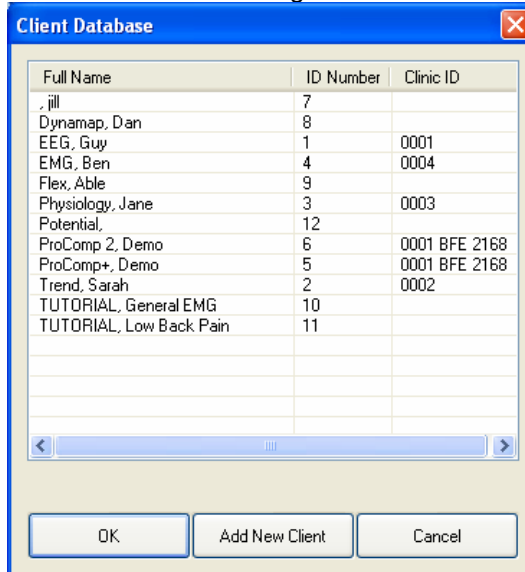 Client Database
Full Name ID Number Clinic ID
, jill 7
Dynamap, Dan 8
EEG, Guy 1 0001
EMG, Ben 4 0004
Flex, Able 9
Physiology, Jane 3 0003
Potential, 12
ProComp 2, Demo 6 0001 BFE 2168
ProComp+, Demo 5 0001 BFE 2168
Trend, Sarah 2 0002
TUTORIAL, General EMG 10
TUTORIAL, Low Back Pain 11
OK Add New Client Cancel